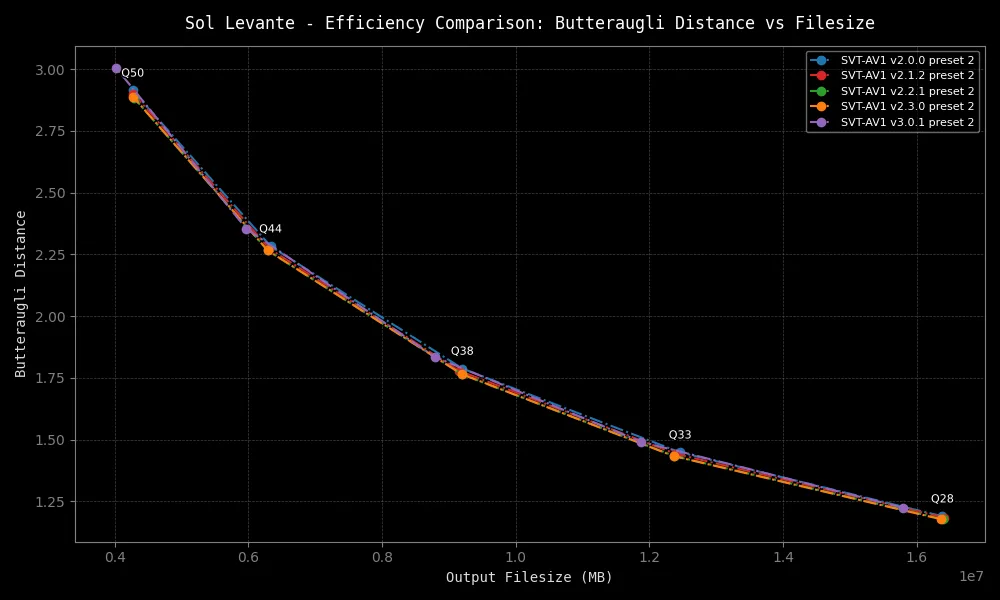 Sol Levante - Efficiency Comparison: Butteraugli Distance vs Filesize
SVT-AV1 v2.0.0 preset 2
SVT-AV1 v2.1.2 preset 2
SVT-AV1 v2.2.1 preset 2
SVT-AV1 v2.3.0 preset 2
SVT-AV1 v3.0.1 preset 2
3.00
2.75
2.50
2.25
2.00
1.75
1.50
1.25
Butteraugli Distance
Q50
Q44
Q38
Q33
Q28
0.4
0.6
0.8
1.0
1.2
1.4
1.6
1e7
Output Filesize (MB)